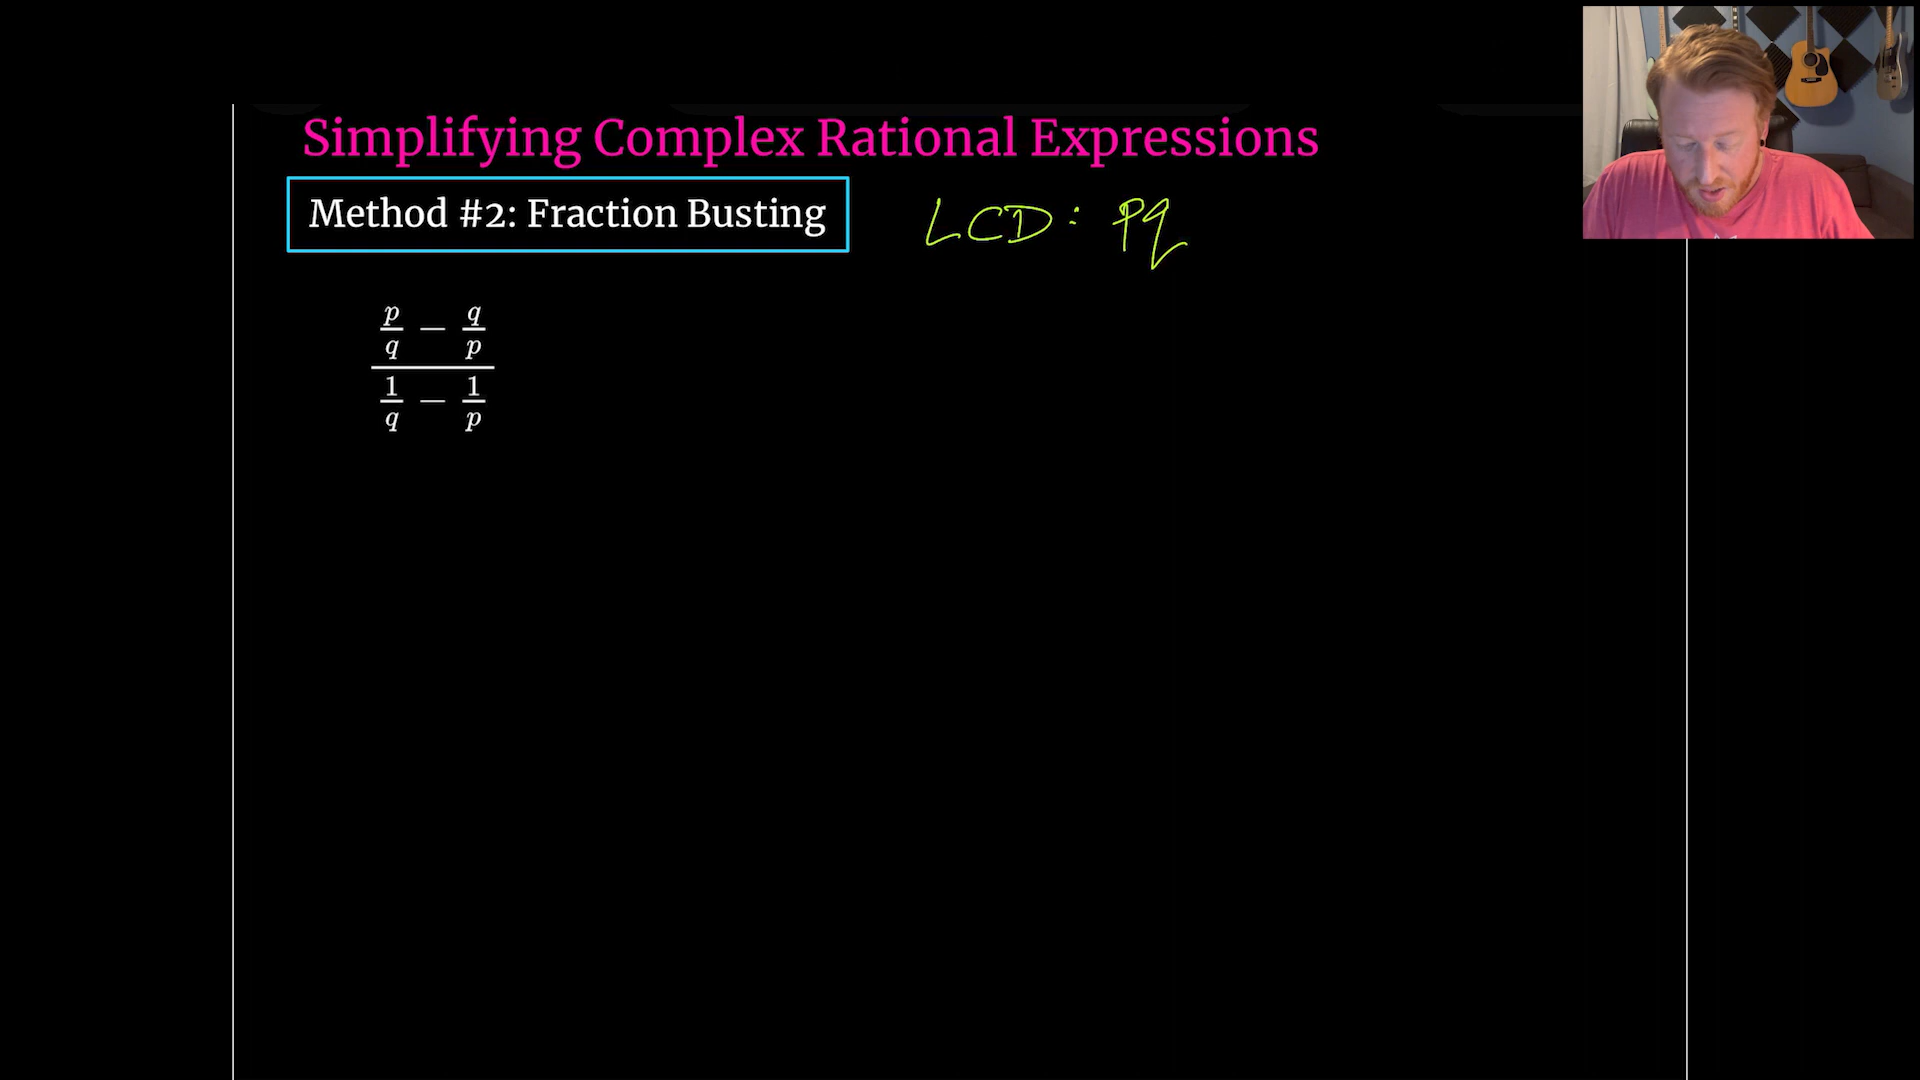 Simplifying Complex Rational Expressions
Method #2: Fraction Busting
LCD: pq
p/q − q/p
1/q − 1/p